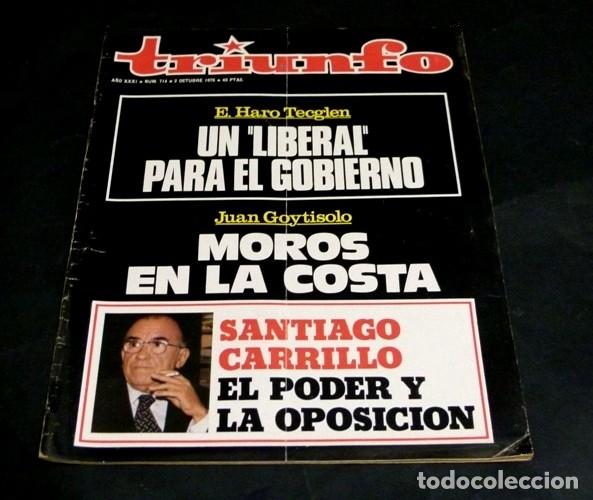 triunfo
AÑO XXXI ● NUM. 714 ● 2 OCTUBRE 1976 ● 40 PTAS.
E. Haro Tecglen
UN "LIBERAL"
PARA EL GOBIERNO
Juan Goytisolo
MOROS
EN LA COSTA
SANTIAGO
CARRILLO
EL PODER Y
LA OPOSICION
todocoleccion